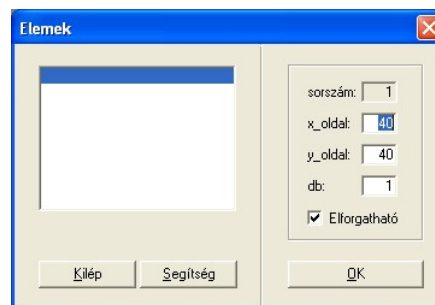 Elemek
sorszám: 1
x_oldal: 40
y_oldal: 40
db: 1
Elforgatható
Kilép
Segítség
OK